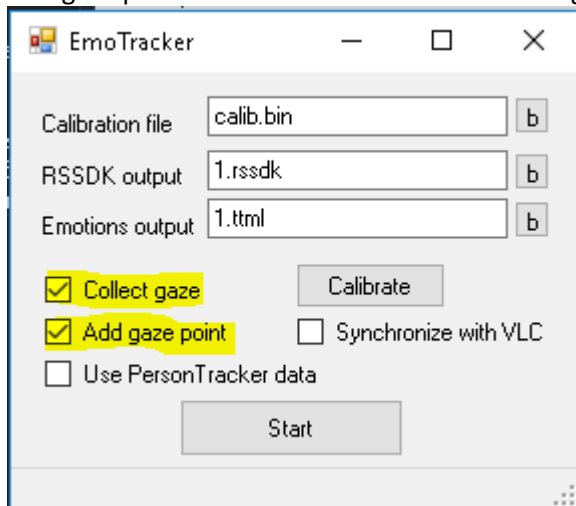 EmoTracker
Calibration file calib.bin b
RSSDK output 1.rssdk b
Emotions output 1.ttml b
Collect gaze Calibrate
Add gaze point Synchronize with VLC
Use PersonTracker data
Start